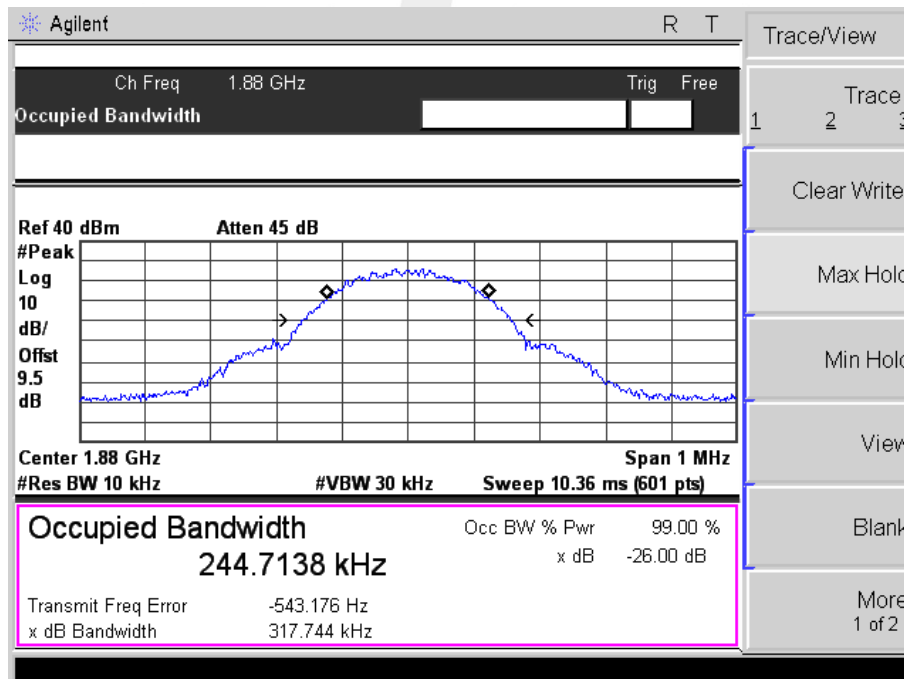 Agilent R T
Trace/View
Ch Freq 1.88 GHz Trig Free
Occupied Bandwidth
Trace
1 2 3
Clear Write
Max Hold
Min Hold
View
Blank
More
1 of 2
Ref 40 dBm Atten 45 dB
#Peak
Log
10
dB/
Offst
9.5
dB
Center 1.88 GHz Span 1 MHz
#Res BW 10 kHz #VBW 30 kHz Sweep 10.36 ms (601 pts)
Occupied Bandwidth Occ BW % Pwr 99.00 %
244.7138 kHz x dB -26.00 dB
Transmit Freq Error -543.176 Hz
x dB Bandwidth 317.744 kHz